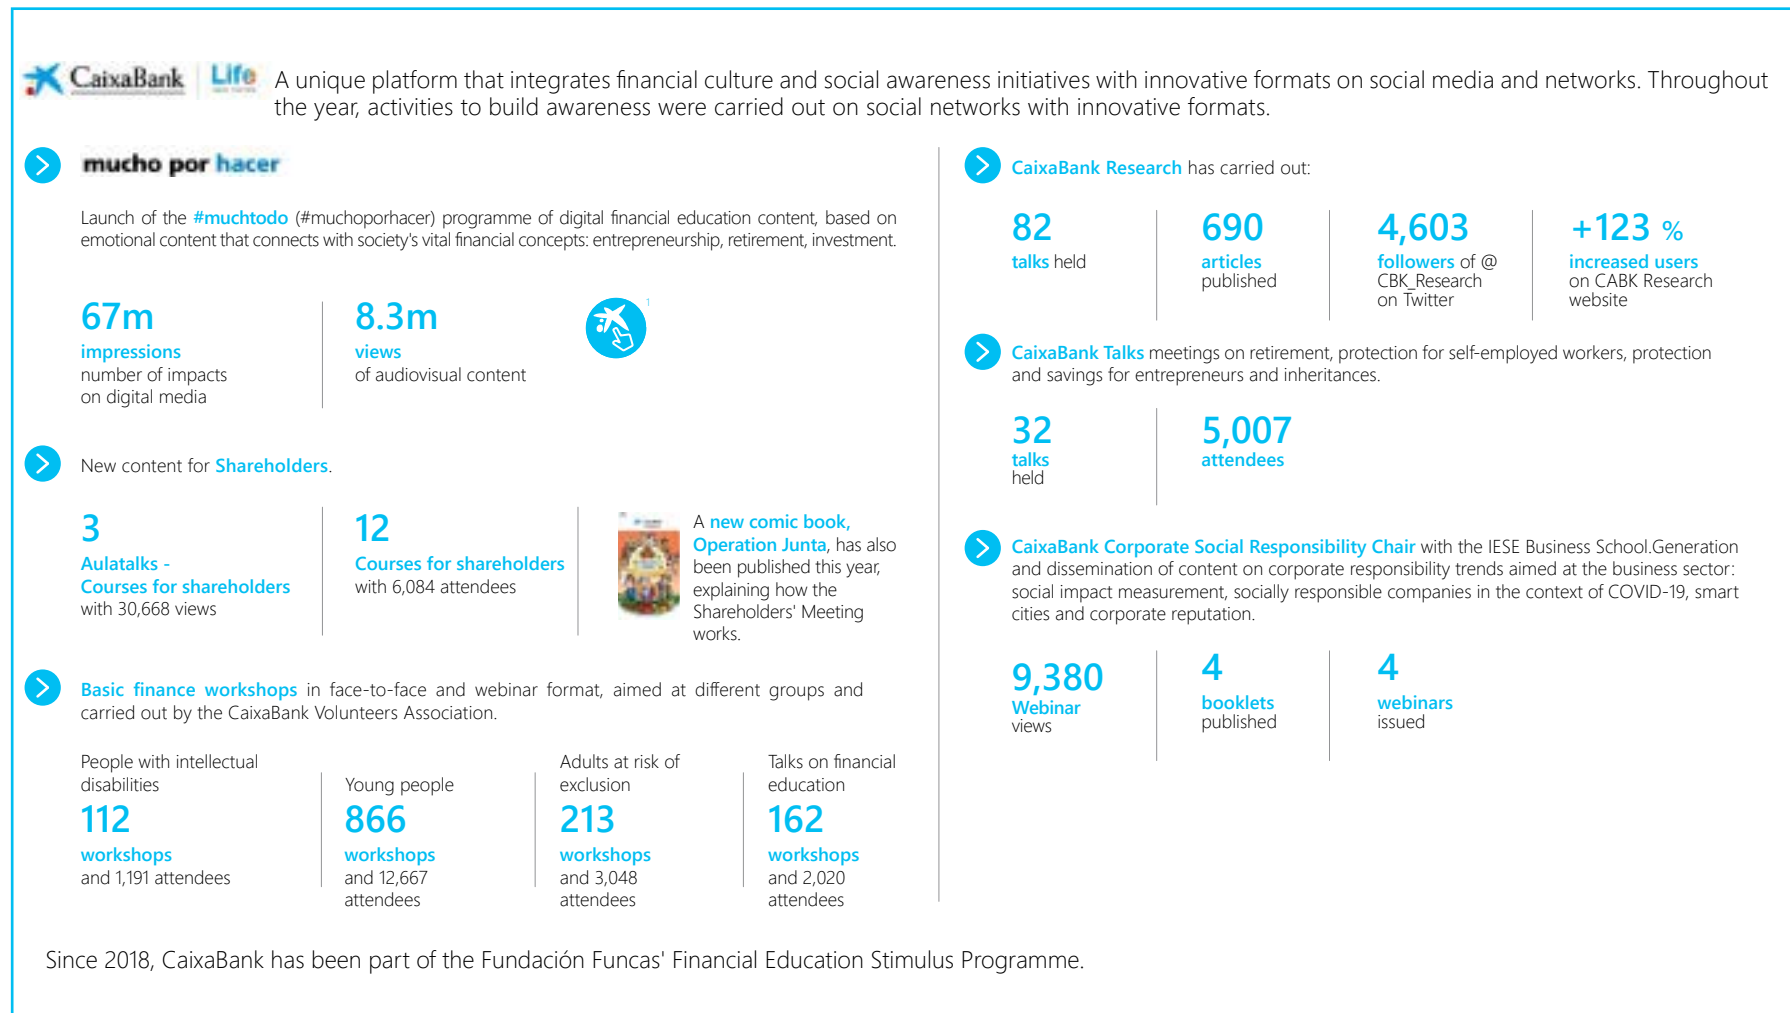 CaixaBank Life
A unique platform that integrates financial culture and social awareness initiatives with innovative formats on social media and networks. Throughout
the year, activities to build awareness were carried out on social networks with innovative formats.
mucho por hacer
Launch of the #muchtodo (#muchoporhacer) programme of digital financial education content, based on
emotional content that connects with society's vital financial concepts: entrepreneurship, retirement, investment.
67m
impressions
number of impacts
on digital media
8.3m
views
of audiovisual content
1
New content for Shareholders.
3
Aulatalks -
Courses for shareholders
with 30,668 views
12
Courses for shareholders
with 6,084 attendees
A new comic book,
Operation Junta, has also
been published this year,
explaining how the
Shareholders' Meeting
works.
Basic finance workshops in face-to-face and webinar format, aimed at different groups and
carried out by the CaixaBank Volunteers Association.
People with intellectual
disabilities
112
workshops
and 1,191 attendees
Young people
866
workshops
and 12,667
attendees
Adults at risk of
exclusion
213
workshops
and 3,048
attendees
Talks on financial
education
162
workshops
and 2,020
attendees
CaixaBank Research has carried out:
82
talks held
690
articles
published
4,603
followers of @
CBK_Research
on Twitter
+123 %
increased users
on CABK Research
website
CaixaBank Talks meetings on retirement, protection for self-employed workers, protection
and savings for entrepreneurs and inheritances.
32
talks
held
5,007
attendees
CaixaBank Corporate Social Responsibility Chair with the IESE Business School.Generation
and dissemination of content on corporate responsibility trends aimed at the business sector:
social impact measurement, socially responsible companies in the context of COVID-19, smart
cities and corporate reputation.
9,380
Webinar
views
4
booklets
published
4
webinars
issued
Since 2018, CaixaBank has been part of the Fundación Funcas' Financial Education Stimulus Programme.